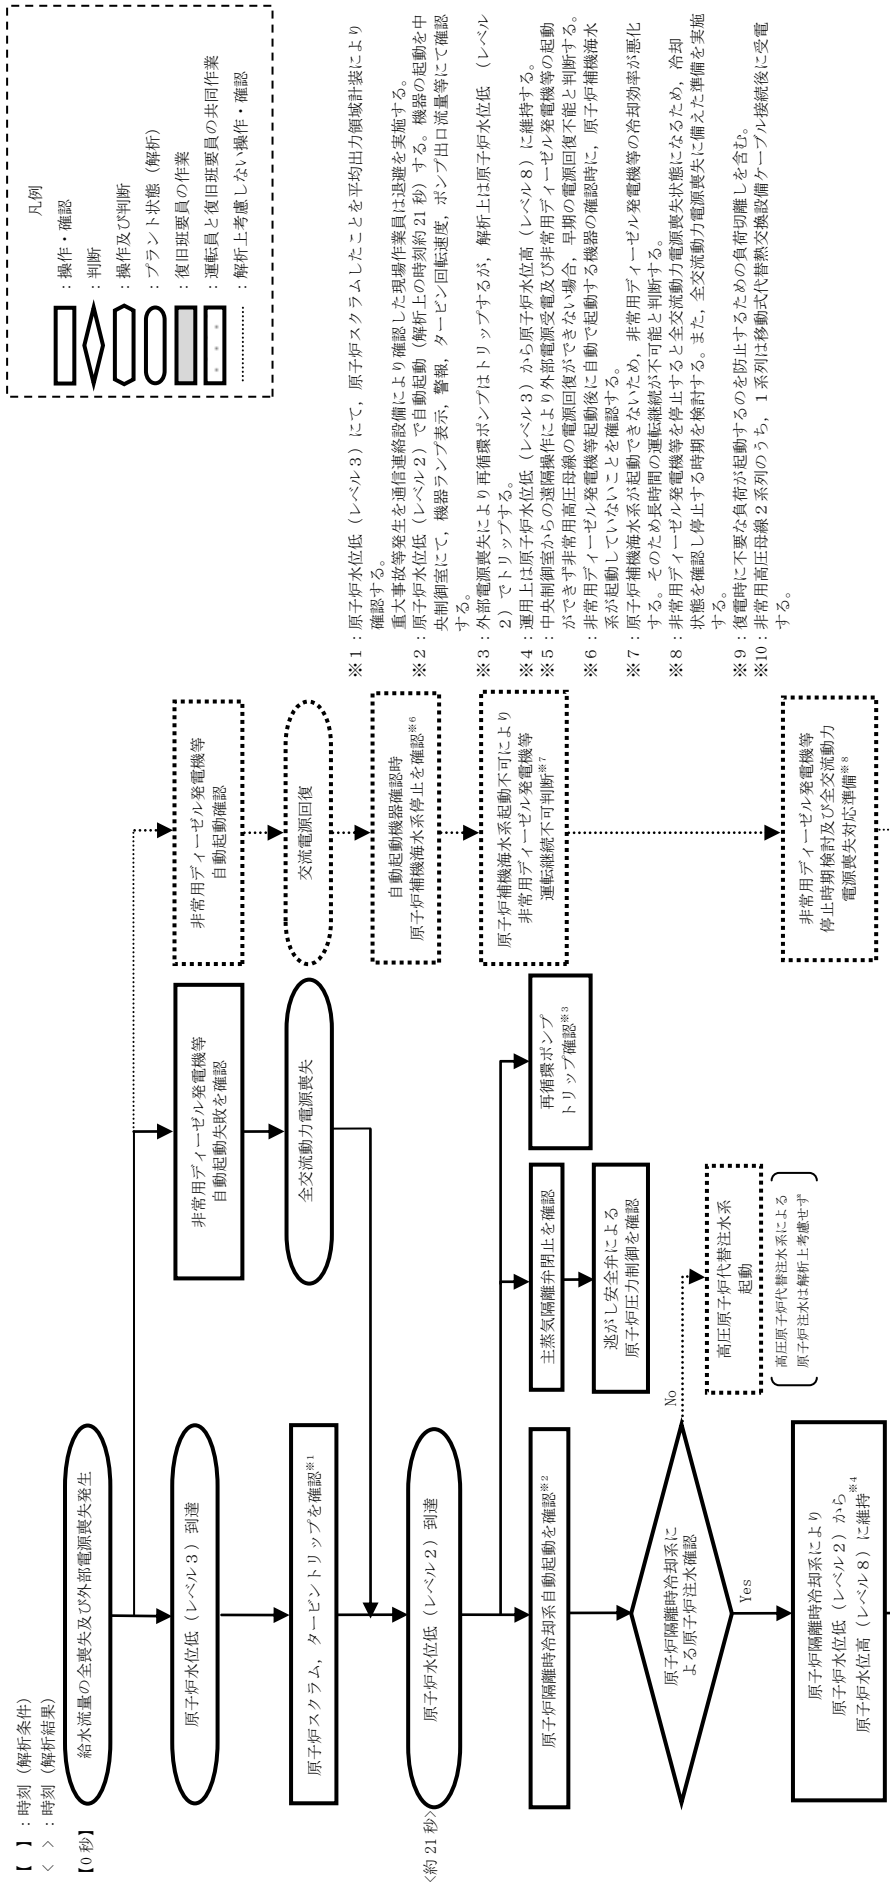 【 】：時刻（解析条件）
＜ ＞：時刻（解析結果）
【0 秒】
給水流量の全喪失及び外部電源喪失発生
原子炉水位低（レベル３）到達
原子炉スクラム，タービントリップを確認※1
＜約 21 秒＞
原子炉水位低（レベル２）到達
原子炉隔離時冷却系自動起動を確認※2
原子炉隔離時冷却系に
よる原子炉注水確認
Yes
No
原子炉隔離時冷却系により
原子炉水位低（レベル２）から
原子炉水位高（レベル８）に維持※4
非常用ディーゼル発電機等
自動起動失敗を確認
全交流動力電源喪失
主蒸気隔離弁閉止を確認
逃がし安全弁による
原子炉圧力制御を確認
再循環ポンプ
トリップ確認※3
高圧原子炉代替注水系
起動
高圧原子炉代替注水系による
原子炉注水は解析上考慮せず
非常用ディーゼル発電機等
自動起動確認
交流電源回復
自動起動機器確認時
原子炉補機海水系停止を確認※6
原子炉補機海水系起動不可により
非常用ディーゼル発電機等
運転継続不可判断※7
非常用ディーゼル発電機等
停止時期検討及び全交流動力
電源喪失対応準備※8
凡例
：操作・確認
：判断
：操作及び判断
：プラント状態（解析）
：復旧班要員の作業
：運転員と復旧班要員の共同作業
：解析上考慮しない操作・確認
※1：原子炉水位低（レベル３）にて，原子炉スクラムしたことを平均出力領域計装により
確認する。
重大事故等発生を通信連絡設備により確認した現場作業員は退避を実施する。
※2：原子炉水位低（レベル２）で自動起動（解析上の時刻約 21 秒）する。機器の起動を中
央制御室にて，機器ランプ表示，警報，タービン回転速度，ポンプ出口流量等にて確認
する。
※3：外部電源喪失により再循環ポンプはトリップするが，解析上は原子炉水位低 （レベル
２）でトリップする。
※4：運用上は原子炉水位低（レベル３）から原子炉水位高（レベル８）に維持する。
※5：中央制御室からの遠隔操作により外部電源受電及び非常用ディーゼル発電機等の起動
ができず非常用高圧母線の電源回復ができない場合，早期の電源回復不能と判断する。
※6：非常用ディーゼル発電機等起動後に自動で起動する機器の確認時に，原子炉補機海水
系が起動していないことを確認する。
※7：原子炉補機海水系が起動できないため，非常用ディーゼル発電機等の冷却効率が悪化
する。そのため長時間の運転継続が不可能と判断する。
※8：非常用ディーゼル発電機等を停止すると全交流動力電源喪失状態になるため，冷却
状態を確認し停止する時期を検討する。また，全交流動力電源喪失に備えた準備を実施
する。
※9：復電時に不要な負荷が起動するのを防止するための負荷切離しを含む。
※10：非常用高圧母線２系列のうち，１系列は移動式代替熱交換設備ケーブル接続後に受電
する。